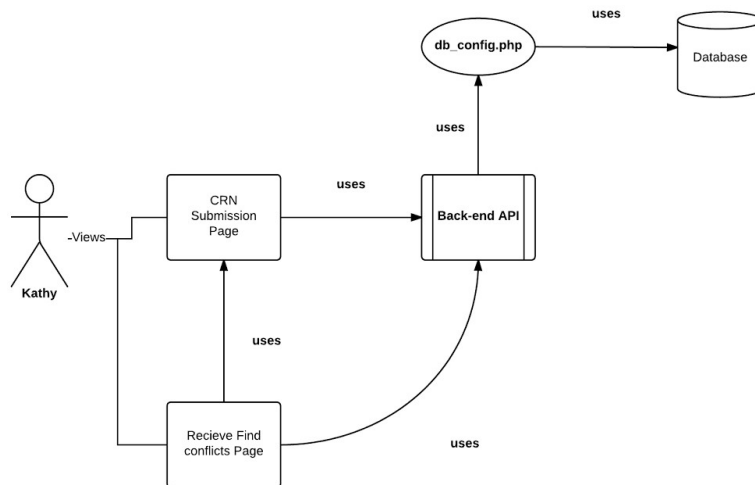 uses
db_config.php
Database
uses
CRN
Submission
Page
uses
Back-end API
Views
Kathy
uses
Recieve Find
conflicts Page
uses